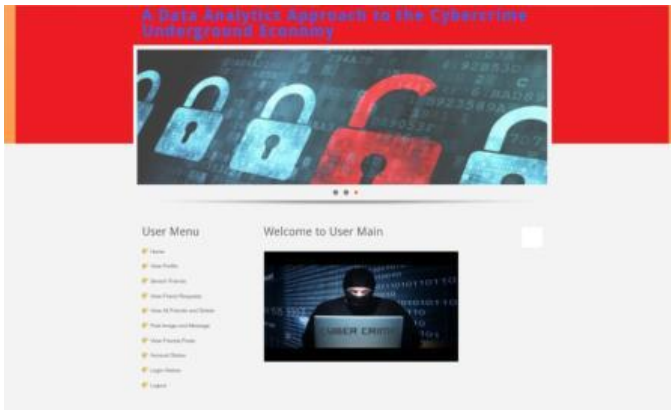 A Data Analytics Approach to the Cybercrime
Underground Economy
User Menu
Welcome to User Main
Home
View Profile
Search Friends
View Friend Requests
View All Friends and Details
Post Image and Message
View Friends Posts
Logout
CYBER CRIME